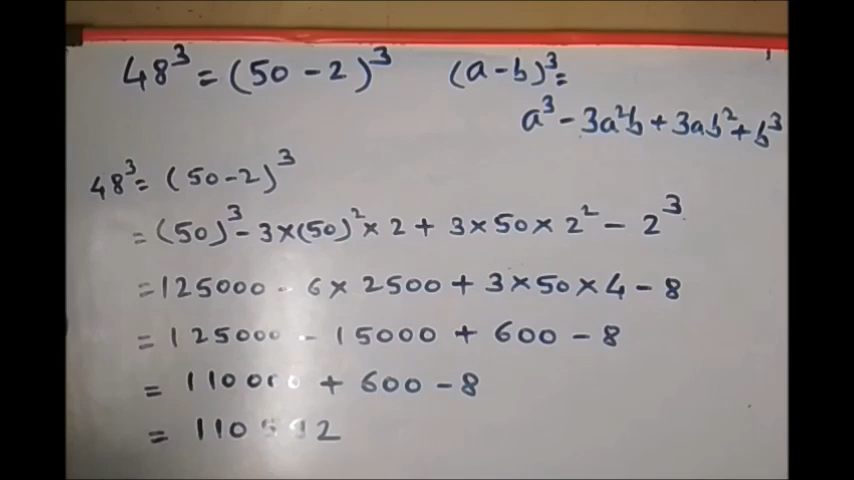 48³ = (50 - 2)³ (a - b)³ =
a³ - 3a²b + 3ab² + b³
48³ = (50 - 2)³
= (50)³ - 3 × (50)² × 2 + 3 × 50 × 2² - 2³
= 125000 - 6 × 2500 + 3 × 50 × 4 - 8
= 125000 - 15000 + 600 - 8
= 110000 + 600 - 8
= 110592